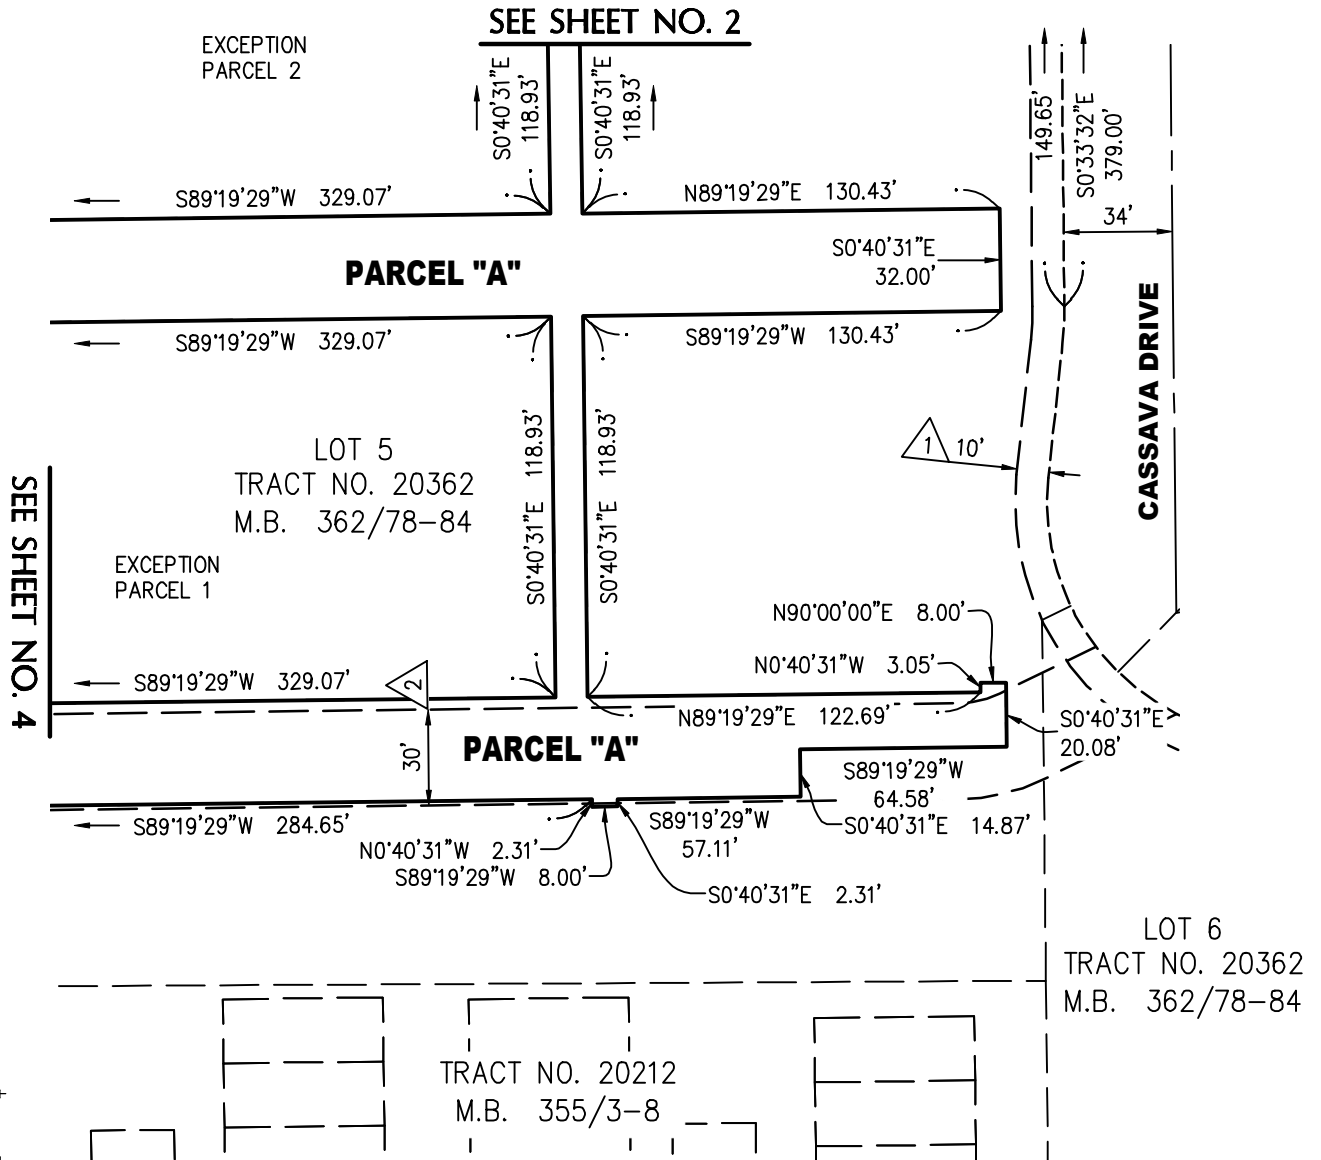 SEE SHEET NO. 2
EXCEPTION
PARCEL 2
S0°40'31"E
118.93'
S0°40'31"E
118.93'
149.65'
S0°33'32"E
379.00'
34'
S89°19'29"W 329.07'
N89°19'29"E 130.43'
S0°40'31"E
32.00'
PARCEL "A"
S89°19'29"W 329.07'
S89°19'29"W 130.43'
CASSAVA DRIVE
S0°40'31"E 118.93'
S0°40'31"E 118.93'
1 10'
LOT 5
TRACT NO. 20362
M.B. 362/78-84
SEE SHEET NO. 4
EXCEPTION
PARCEL 1
N90°00'00"E 8.00'
N0°40'31"W 3.05'
S89°19'29"W 329.07'
2
N89°19'29"E 122.69'
S0°40'31"E
20.08'
30'
PARCEL "A"
S89°19'29"W
64.58'
S0°40'31"E 14.87'
S89°19'29"W 284.65'
S89°19'29"W
57.11'
N0°40'31"W 2.31'
S89°19'29"W 8.00'
S0°40'31"E 2.31'
LOT 6
TRACT NO. 20362
M.B. 362/78-84
TRACT NO. 20212
M.B. 355/3-8